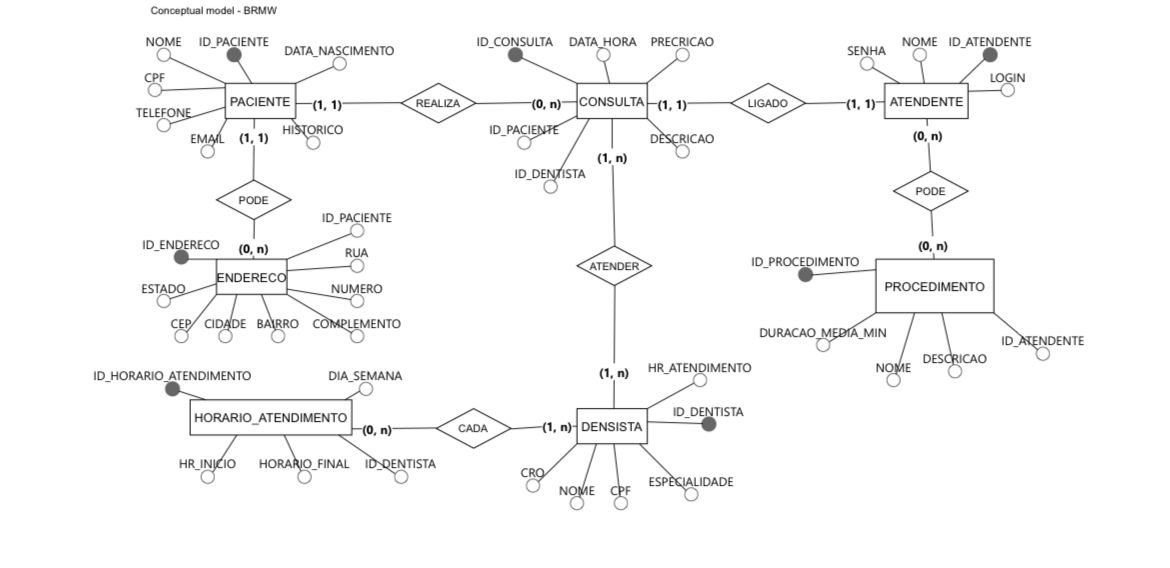 Conceptual model - BRMW
NOME
ID_PACIENTE
DATA_NASCIMENTO
CPF
TELEFONE
EMAIL
HISTORICO
PACIENTE
(1, 1)
REALIZA
(0, n)
ID_CONSULTA
DATA_HORA
PRECRICAO
CONSULTA
ID_PACIENTE
ID_DENTISTA
DESCRICAO
(1, 1)
LIGADO
(1, 1)
SENHA
NOME
ID_ATENDENTE
LOGIN
ATENDENTE
(1, 1)
PODE
(0, n)
ID_ENDERECO
ID_PACIENTE
RUA
NUMERO
COMPLEMENTO
BAIRRO
CIDADE
CEP
ESTADO
ENDERECO
(1, n)
ATENDER
(1, n)
(0, n)
PODE
(0, n)
ID_PROCEDIMENTO
PROCEDIMENTO
DURACAO_MEDIA_MIN
NOME
DESCRICAO
ID_ATENDENTE
ID_HORARIO_ATENDIMENTO
DIA_SEMANA
HORARIO_ATENDIMENTO
HR_INICIO
HORARIO_FINAL
ID_DENTISTA
(0, n)
CADA
(1, n)
HR_ATENDIMENTO
ID_DENTISTA
DENSISTA
CRO
NOME
CPF
ESPECIALIDADE